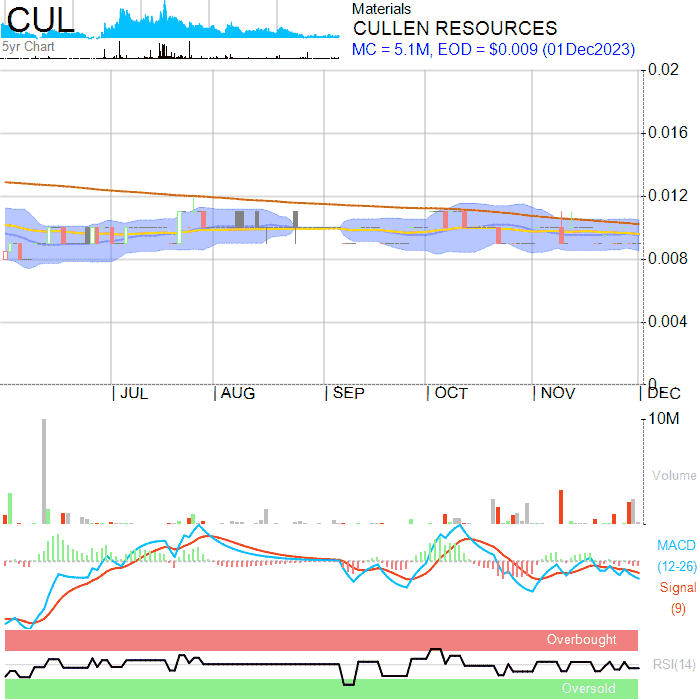 CUL
5yr Chart
Materials
CULLEN RESOURCES
MC = 5.1M, EOD = $0.009 (01Dec2023)
0.02
0.016
0.012
0.008
0.004
0
JUL AUG SEP OCT NOV DEC
10M
Volume
MACD
(12-26)
Signal
(9)
Overbought
RSI(14)
Oversold